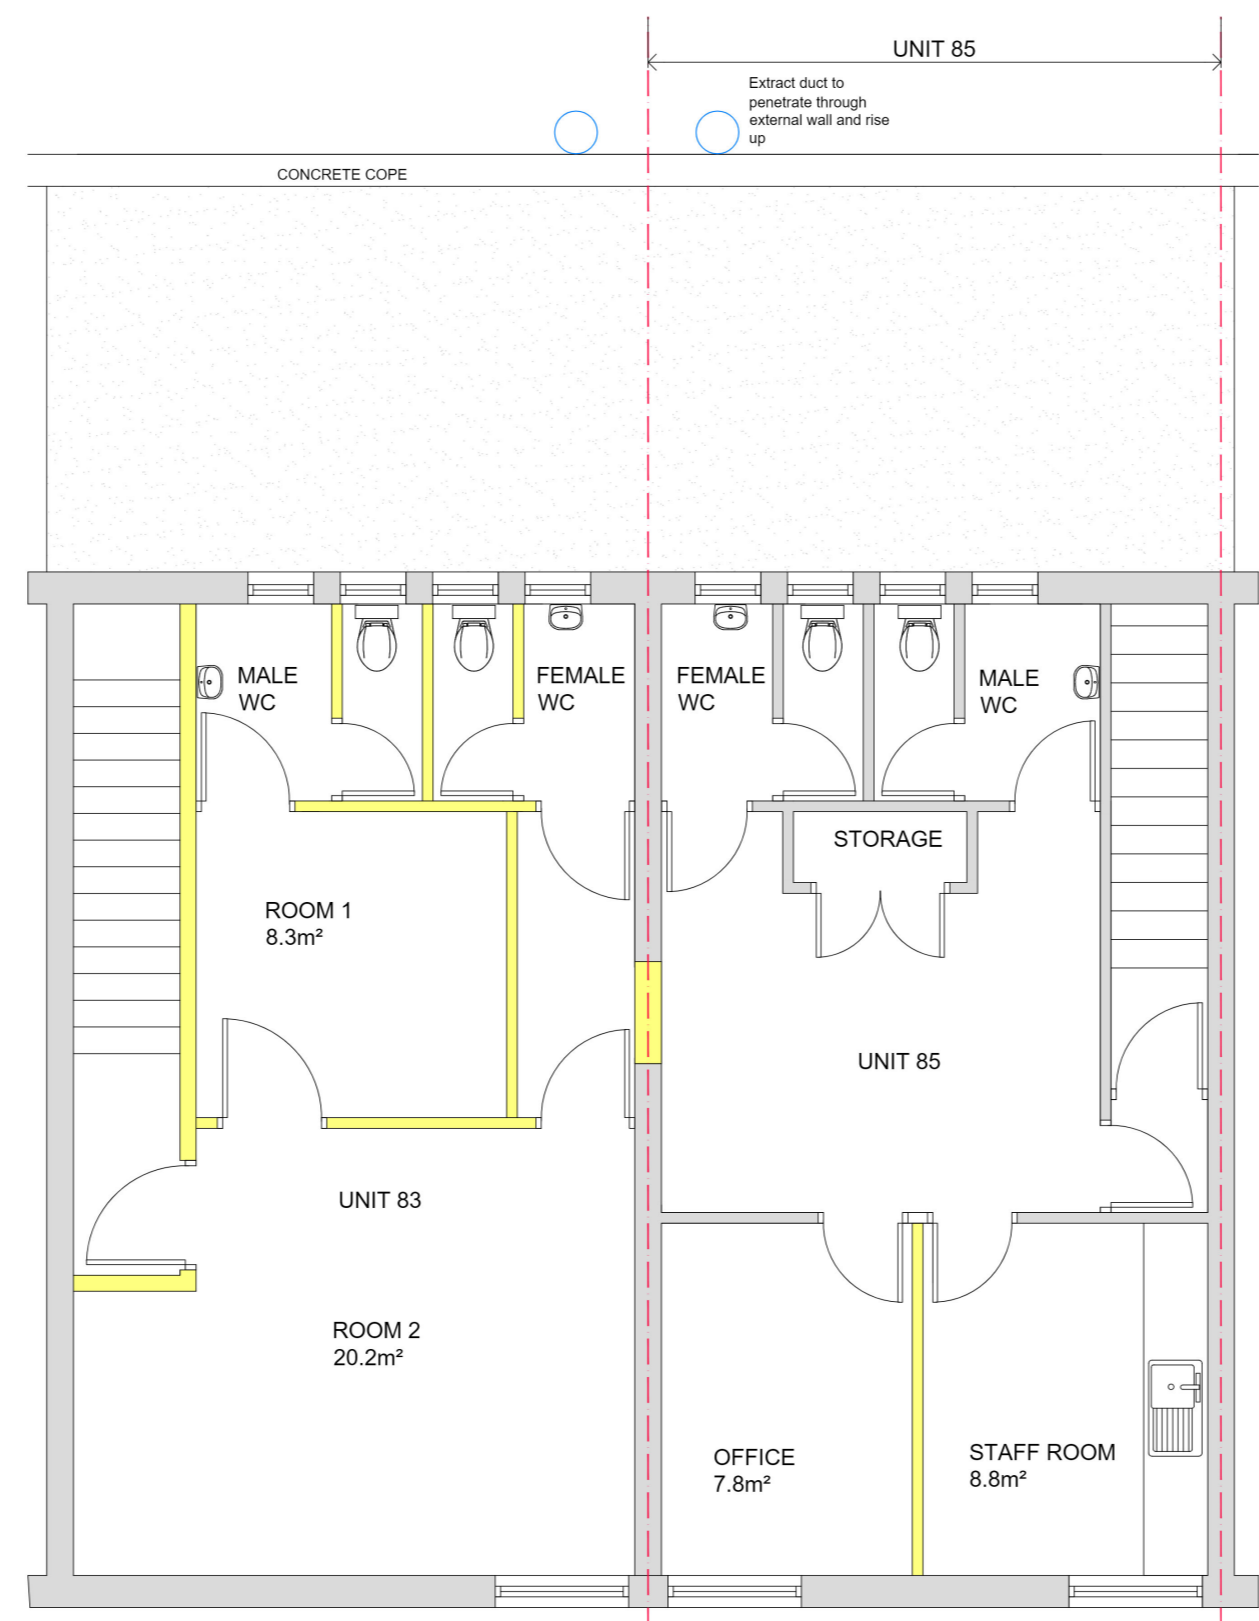 UNIT 85
Extract duct to
penetrate through
external wall and rise
up
CONCRETE COPE
MALE
WC
FEMALE
WC
FEMALE
WC
MALE
WC
STORAGE
ROOM 1
8.3m²
UNIT 85
UNIT 83
ROOM 2
20.2m²
OFFICE
7.8m²
STAFF ROOM
8.8m²